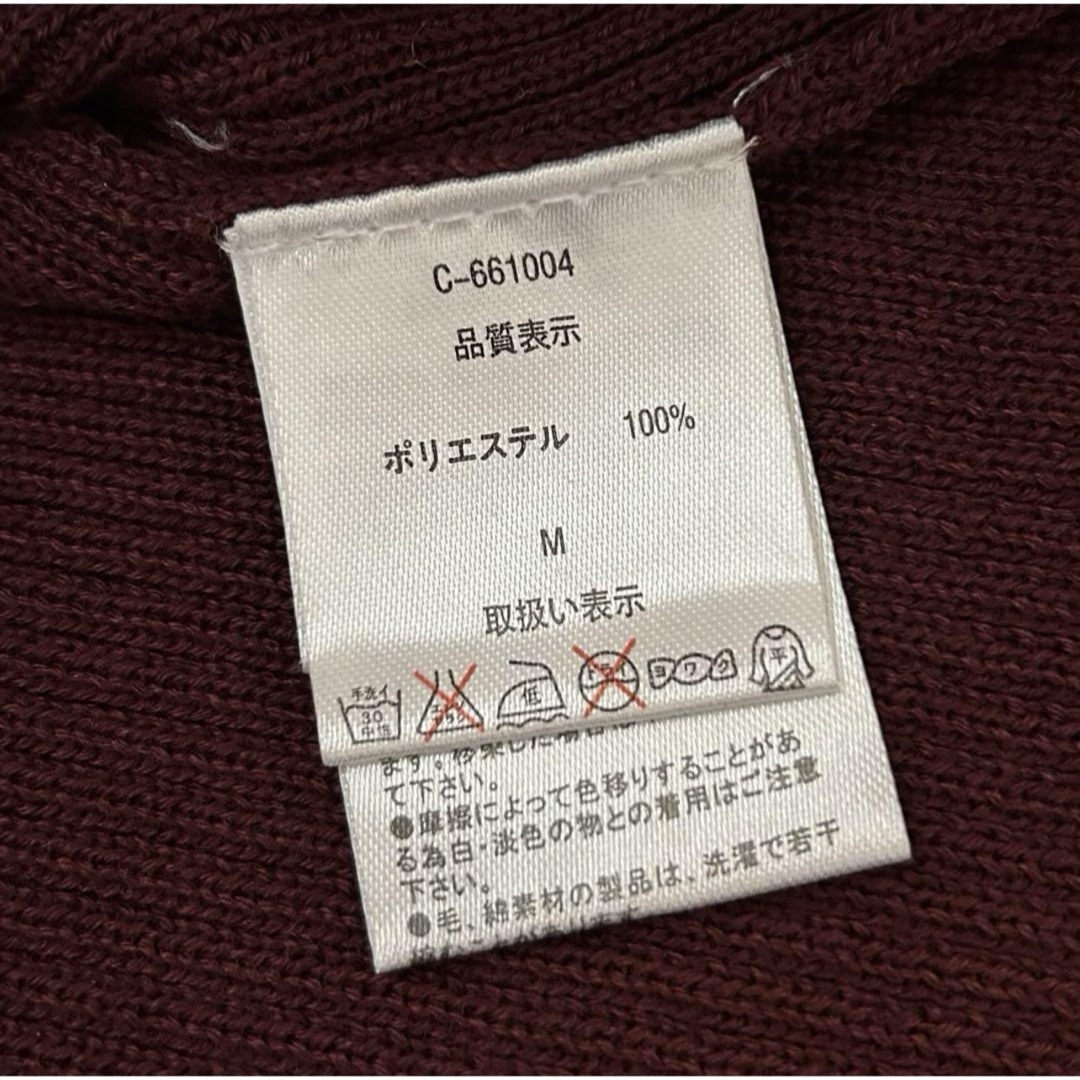 C-661004
品質表示
ポリエステル 100%
M
取扱い表示
手洗イ
30
中性
低
ヨワク
平
て下さい。
●摩擦によって色移りすることがあ
る為白・淡色の物との着用はご注意
下さい。
●毛、綿素材の製品は、洗濯で若干